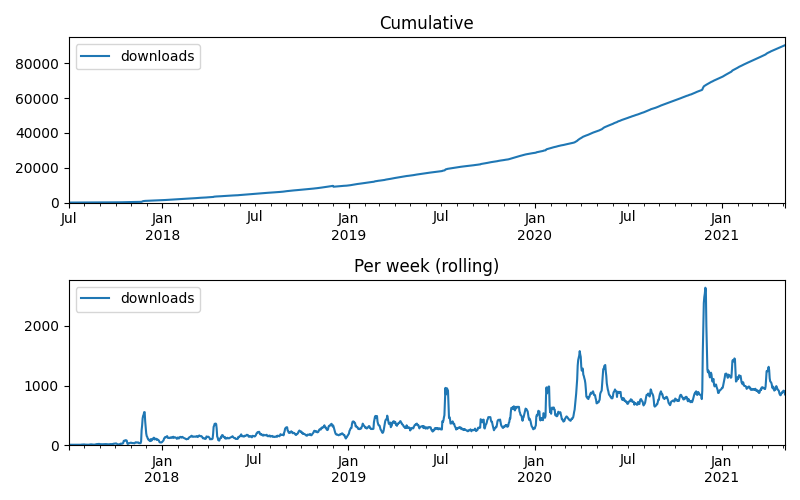 Cumulative
downloads
80000
60000
40000
20000
0
Jul
Jan
2018
Jul
Jan
2019
Jul
Jan
2020
Jul
Jan
2021
Per week (rolling)
downloads
2000
1000
0
Jan
2018
Jul
Jan
2019
Jul
Jan
2020
Jul
Jan
2021